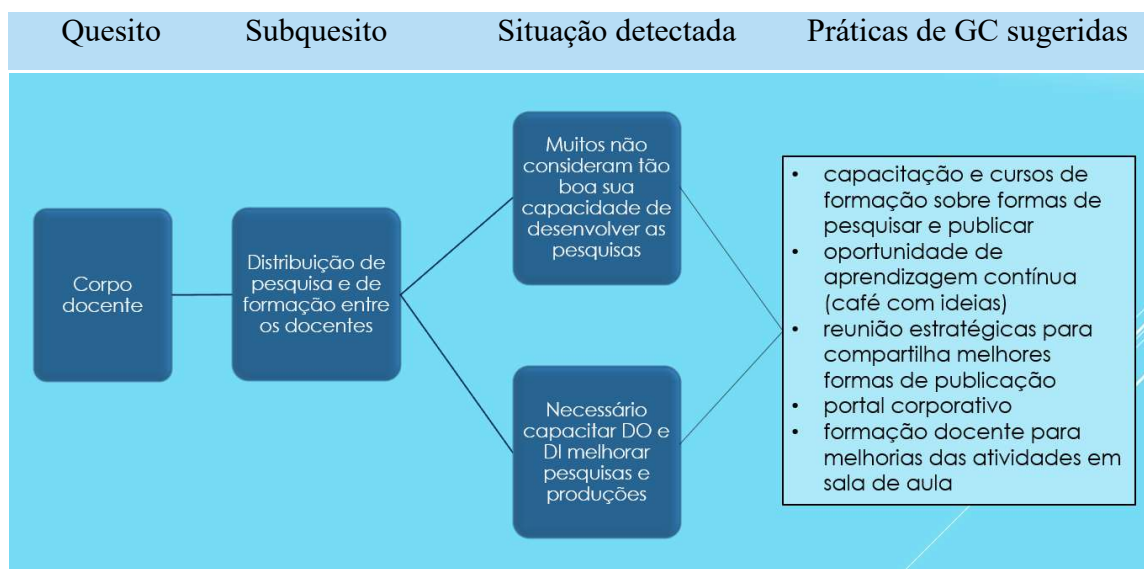 Quesito Subquesito Situação detectada Práticas de GC sugeridas
Corpo
docente
Distribuição de
pesquisa e de
formação entre
os docentes
Muitos não
consideram tão
boa sua
capacidade de
desenvolver as
pesquisas
Necessário
capacitar DO e
DI melhorar
pesquisas e
produções
• capacitação e cursos de
formação sobre formas de
pesquisar e publicar
• oportunidade de
aprendizagem contínua
(café com ideias)
• reunião estratégicas para
compartilha melhores
formas de publicação
• portal corporativo
• formação docente para
melhorias das atividades em
sala de aula